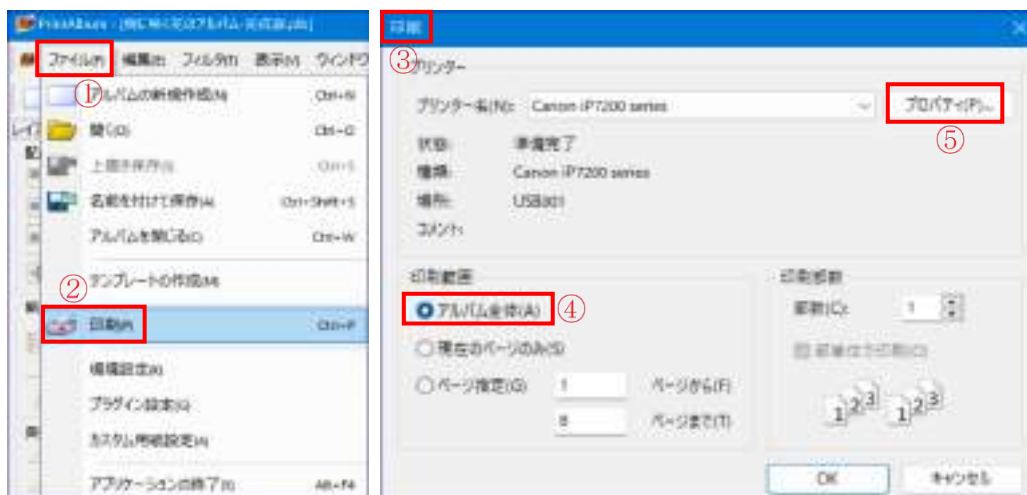 ファイル(F) 編集(E) フィルタ(T) 表示(V) ウィンドウ
①
アルバムの新規作成(N) Ctrl+N
開く(O) Ctrl+O
上書き保存(S) Ctrl+S
名前を付けて保存(A) Ctrl+Shift+S
アルバムを閉じる(C) Ctrl+W
テンプレートの作成(M)
②
印刷(P) Ctrl+P
環境設定(R)
プラグイン設定(G)
カスタム用紙設定(A)
アプリケーションの終了(X) Alt+F4
印刷
③
プリンター
プリンター名(N): Canon iP7200 series プロパティ(P)...
⑤
状態: 準備完了
種類: Canon iP7200 series
場所: USB001
コメント:
印刷範囲
アルバム全体(A) ④
現在のページのみ(S)
ページ指定(G) 1 ページから(F)
8 ページまで(T)
印刷部数
部数(C): 1
部単位で印刷(O)
1 2 3 1 2 3
OK キャンセル